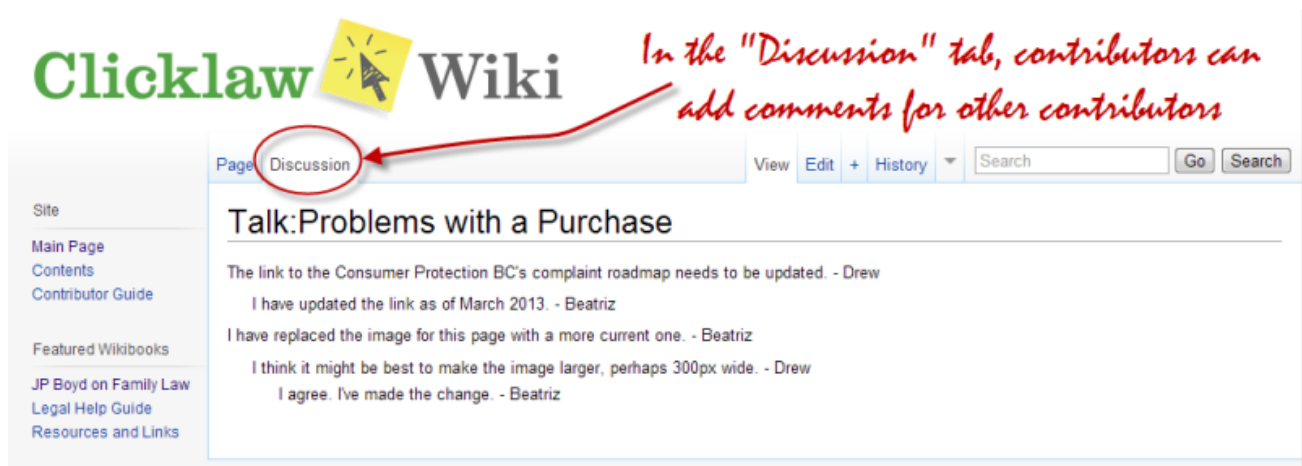 Clicklaw Wiki
In the "Discussion" tab, contributors can
add comments for other contributors
Page Discussion View Edit + History Search Go Search
Site
Main Page
Contents
Contributor Guide
Featured Wikibooks
JP Boyd on Family Law
Legal Help Guide
Resources and Links
Talk:Problems with a Purchase
The link to the Consumer Protection BC's complaint roadmap needs to be updated. - Drew
I have updated the link as of March 2013. - Beatriz
I have replaced the image for this page with a more current one. - Beatriz
I think it might be best to make the image larger, perhaps 300px wide. - Drew
I agree. I've made the change. - Beatriz